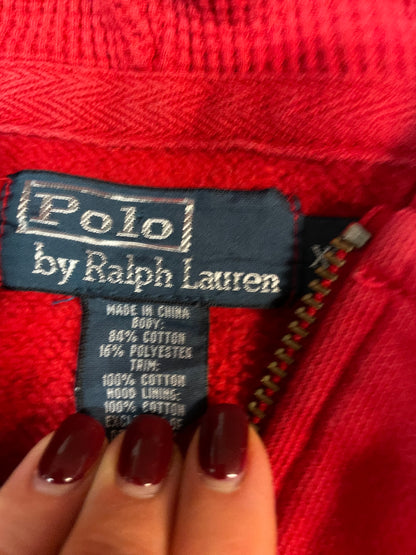 Polo
by Ralph Lauren
MADE IN CHINA
BODY:
84% COTTON
16% POLYESTER
TRIM:
100% COTTON
HOOD LINING:
100% COTTON